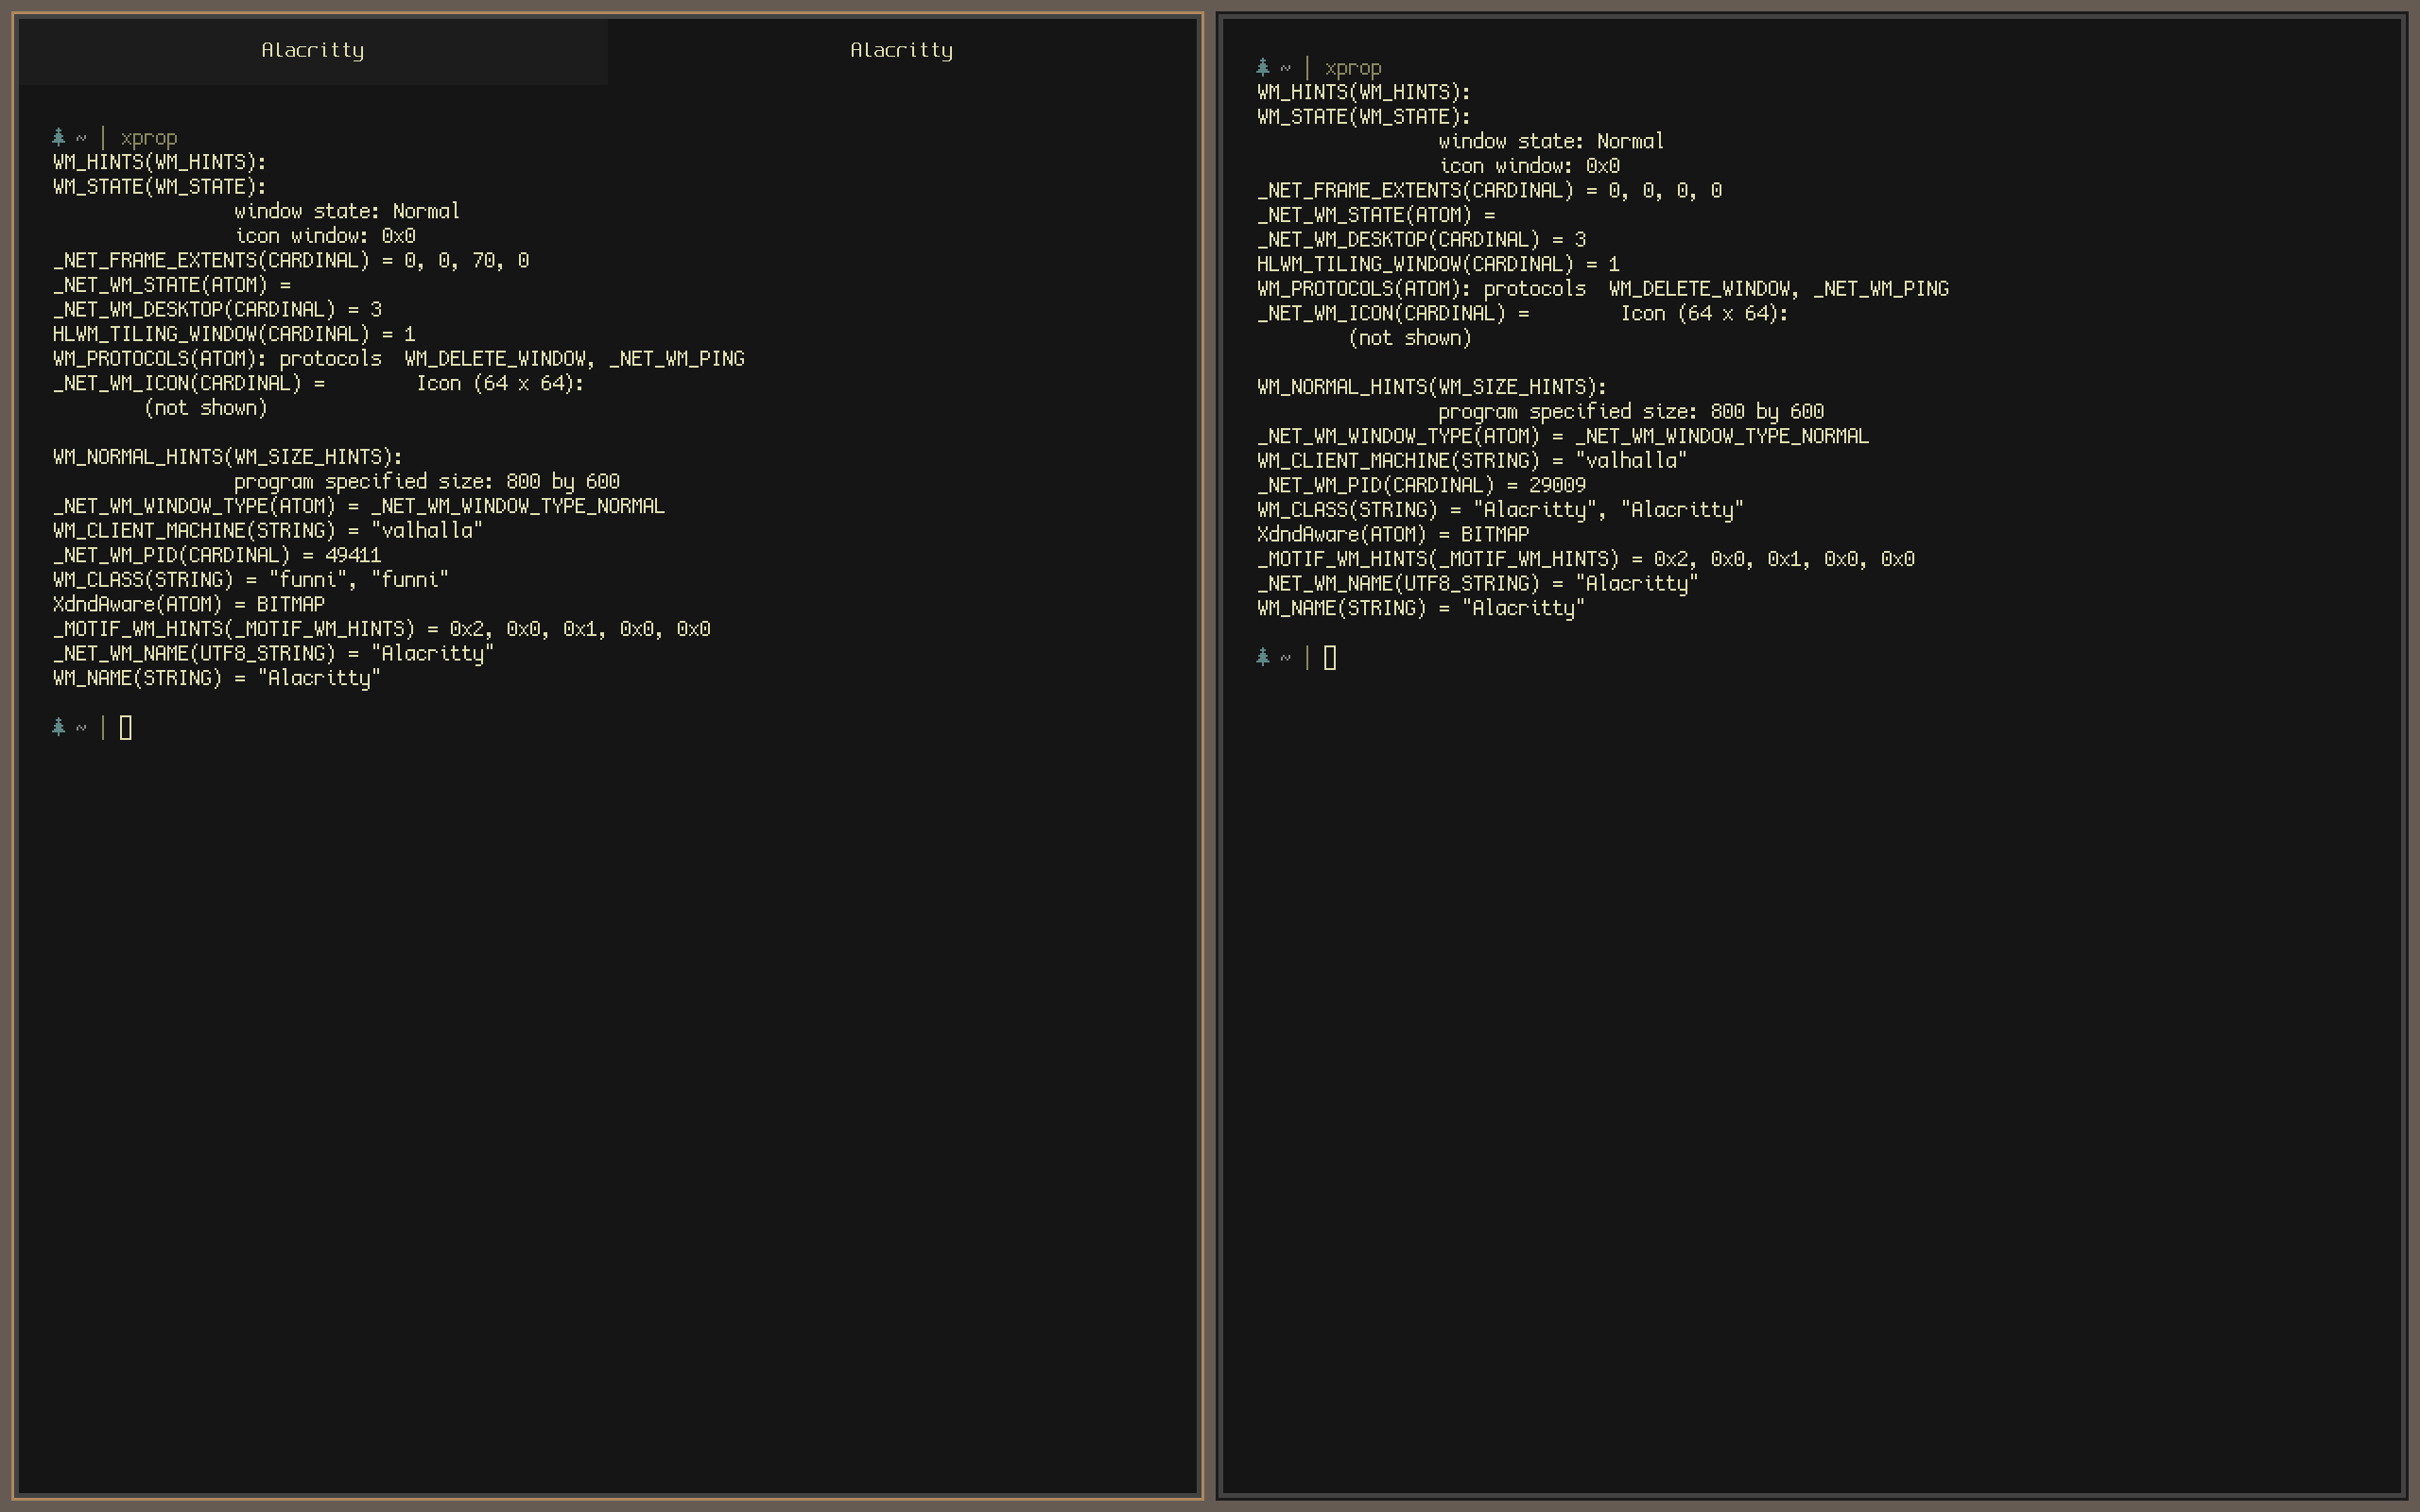 Alacritty
Alacritty
~ | xprop
WM_HINTS(WM_HINTS):
WM_STATE(WM_STATE):
window state: Normal
icon window: 0x0
_NET_FRAME_EXTENTS(CARDINAL) = 0, 0, 70, 0
_NET_WM_STATE(ATOM) =
_NET_WM_DESKTOP(CARDINAL) = 3
HLWM_TILING_WINDOW(CARDINAL) = 1
WM_PROTOCOLS(ATOM): protocols  WM_DELETE_WINDOW, _NET_WM_PING
_NET_WM_ICON(CARDINAL) =        Icon (64 x 64):
(not shown)
WM_NORMAL_HINTS(WM_SIZE_HINTS):
program specified size: 800 by 600
_NET_WM_WINDOW_TYPE(ATOM) = _NET_WM_WINDOW_TYPE_NORMAL
WM_CLIENT_MACHINE(STRING) = "valhalla"
_NET_WM_PID(CARDINAL) = 49411
WM_CLASS(STRING) = "funni", "funni"
XdndAware(ATOM) = BITMAP
_MOTIF_WM_HINTS(_MOTIF_WM_HINTS) = 0x2, 0x0, 0x1, 0x0, 0x0
_NET_WM_NAME(UTF8_STRING) = "Alacritty"
WM_NAME(STRING) = "Alacritty"
~ |
~ | xprop
WM_HINTS(WM_HINTS):
WM_STATE(WM_STATE):
window state: Normal
icon window: 0x0
_NET_FRAME_EXTENTS(CARDINAL) = 0, 0, 0, 0
_NET_WM_STATE(ATOM) =
_NET_WM_DESKTOP(CARDINAL) = 3
HLWM_TILING_WINDOW(CARDINAL) = 1
WM_PROTOCOLS(ATOM): protocols  WM_DELETE_WINDOW, _NET_WM_PING
_NET_WM_ICON(CARDINAL) =        Icon (64 x 64):
(not shown)
WM_NORMAL_HINTS(WM_SIZE_HINTS):
program specified size: 800 by 600
_NET_WM_WINDOW_TYPE(ATOM) = _NET_WM_WINDOW_TYPE_NORMAL
WM_CLIENT_MACHINE(STRING) = "valhalla"
_NET_WM_PID(CARDINAL) = 29009
WM_CLASS(STRING) = "Alacritty", "Alacritty"
XdndAware(ATOM) = BITMAP
_MOTIF_WM_HINTS(_MOTIF_WM_HINTS) = 0x2, 0x0, 0x1, 0x0, 0x0
_NET_WM_NAME(UTF8_STRING) = "Alacritty"
WM_NAME(STRING) = "Alacritty"
~ |